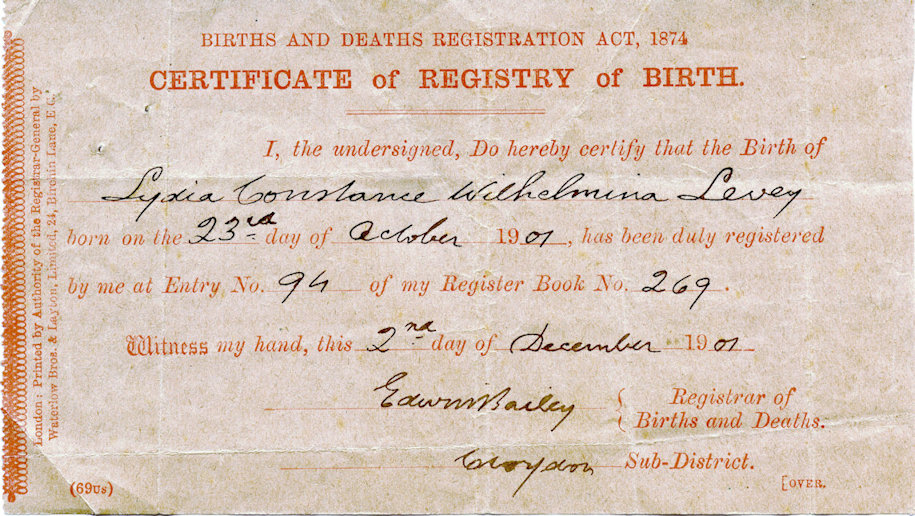 BIRTHS AND DEATHS REGISTRATION ACT, 1874
CERTIFICATE of REGISTRY of BIRTH.
I, the undersigned, Do hereby certify that the Birth of
Lydia Constance Wilhelmina Levey
born on the 23rd day of October 1901, has been duly registered
by me at Entry No. 94 of my Register Book No. 269.
Witness my hand, this 2nd day of December 1901
Edwin Bailey { Registrar of
Births and Deaths.
Croydon Sub-District.
(69us)
[OVER.
London: Printed by Authority of the Registrar-General by
Waterlow Bros. & Layton, Limited, 24, Birchin Lane, E.C.